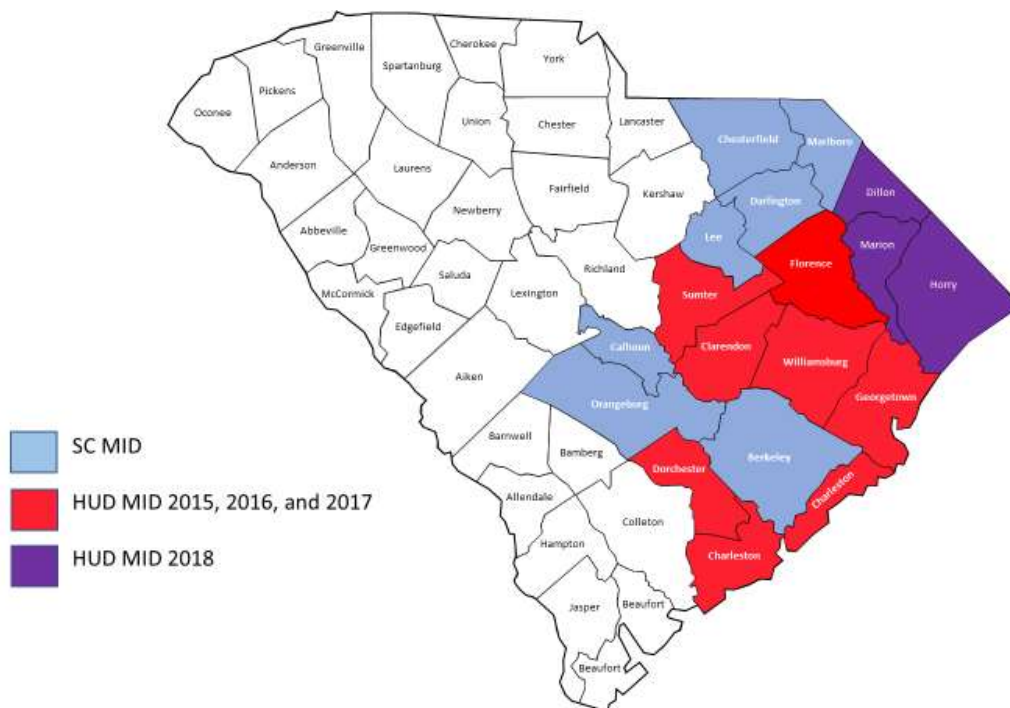 Cherokee
Greenville
York
Spartanburg
Pickens
Oconee
Union
Chester
Lancaster
Chesterfield
Marlboro
Anderson
Laurens
Fairfield
Kershaw
Darlington
Dillon
Newberry
Abbeville
Greenwood
Lee
Marion
Saluda
Richland
Florence
McCormick
Lexington
Sumter
Horry
Edgefield
Calhoun
Clarendon
Williamsburg
Aiken
Orangeburg
Georgetown
Barnwell
Bamberg
Berkeley
Dorchester
Charleston
Allendale
Colleton
Hampton
Charleston
Jasper
Beaufort
Beaufort
SC MID
HUD MID 2015, 2016, and 2017
HUD MID 2018